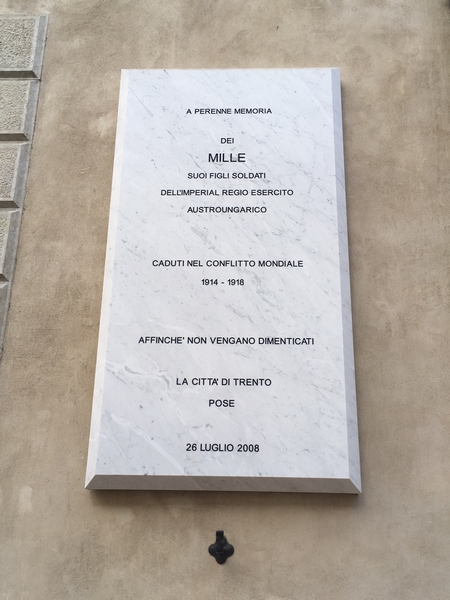 A PERENNE MEMORIA
DEI
MILLE
SUOI FIGLI SOLDATI
DELL'IMPERIAL REGIO ESERCITO
AUSTROUNGARICO
CADUTI NEL CONFLITTO MONDIALE
1914 - 1918
AFFINCHE' NON VENGANO DIMENTICATI
LA CITTA' DI TRENTO
POSE
26 LUGLIO 2008